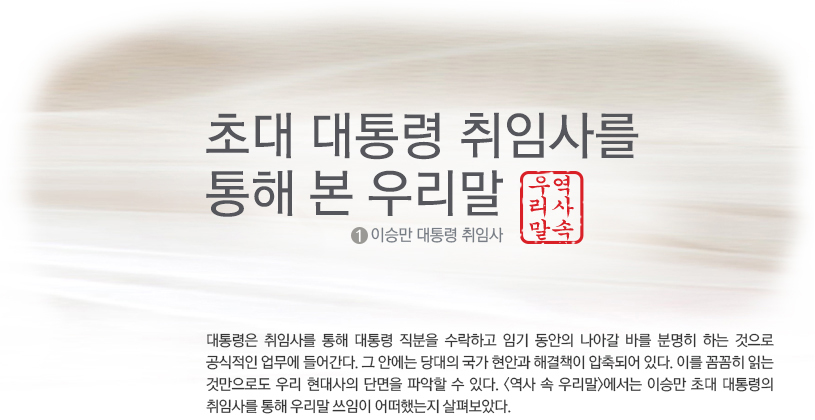 초대 대통령 취임사를
통해 본 우리말
역사 속
우리말
1 이승만 대통령 취임사
대통령은 취임사를 통해 대통령 직분을 수락하고 임기 동안의 나아갈 바를 분명히 하는 것으로
공식적인 업무에 들어간다. 그 안에는 당대의 국가 현안과 해결책이 압축되어 있다. 이를 꼼꼼히 읽는
것만으로도 우리 현대사의 단면을 파악할 수 있다. 〈역사 속 우리말〉에서는 이승만 초대 대통령의
취임사를 통해 우리말 쓰임이 어떠했는지 살펴보았다.